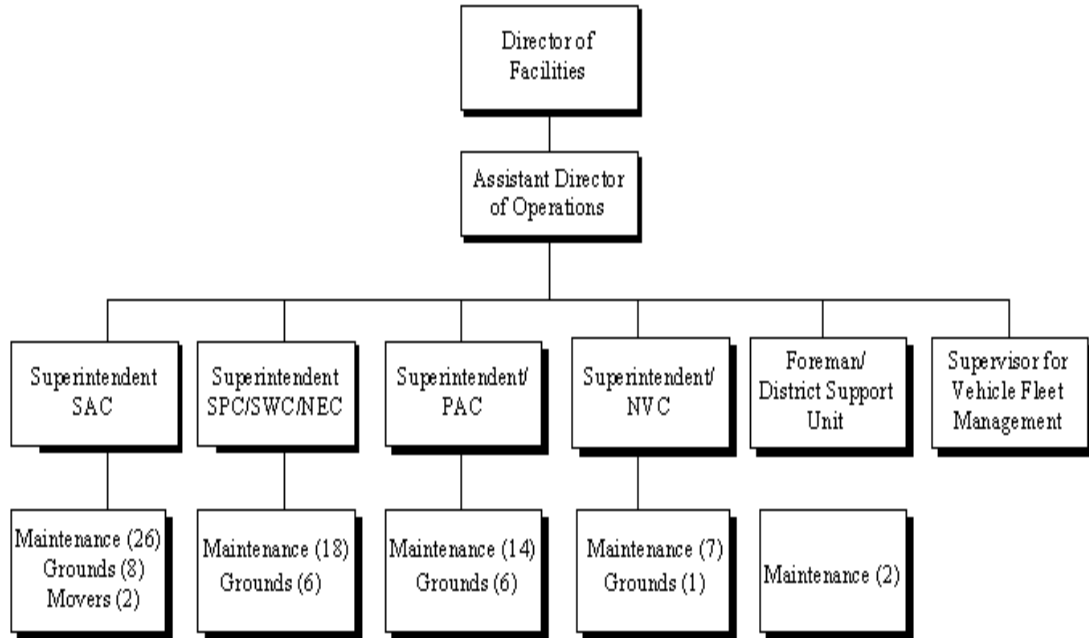 Director of
Facilities
Assistant Director
of Operations
Superintendent
SAC
Superintendent
SPC/SWC/NEC
Superintendent/
PAC
Superintendent/
NVC
Foreman/
District Support
Unit
Supervisor for
Vehicle Fleet
Management
Maintenance (26)
Grounds (8)
Movers (2)
Maintenance (18)
Grounds (6)
Maintenance (14)
Grounds (6)
Maintenance (7)
Grounds (1)
Maintenance (2)